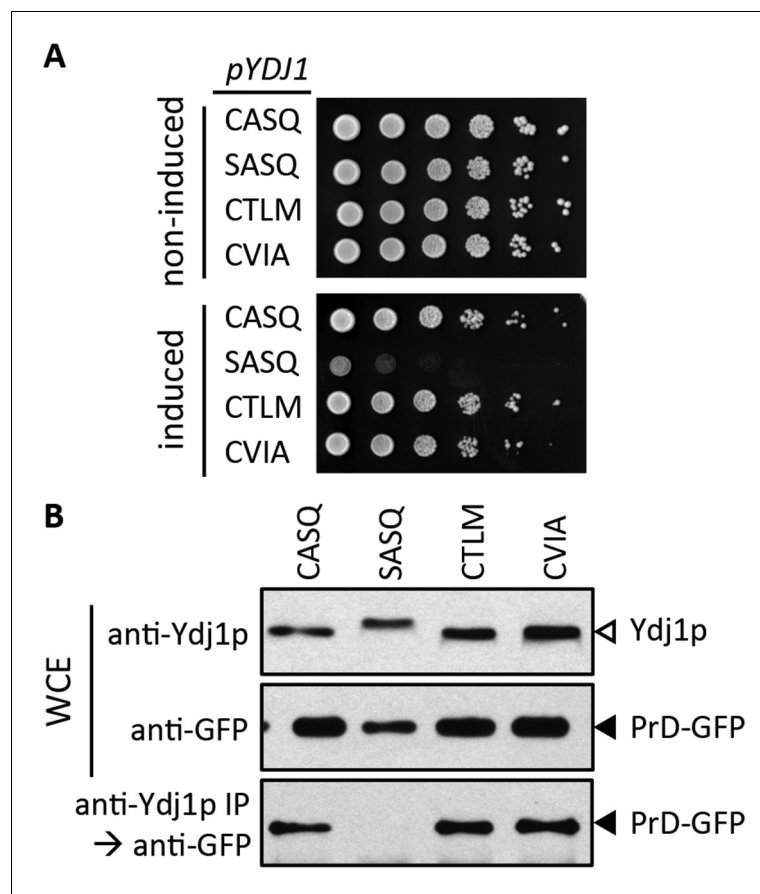 A
pYDJ1
non-induced
CASQ
SASQ
CTLM
CVIA
induced
CASQ
SASQ
CTLM
CVIA
B
CASQ SASQ CTLM CVIA
WCE
anti-Ydj1p Ydj1p
anti-GFP PrD-GFP
anti-Ydj1p IP
→ anti-GFP PrD-GFP